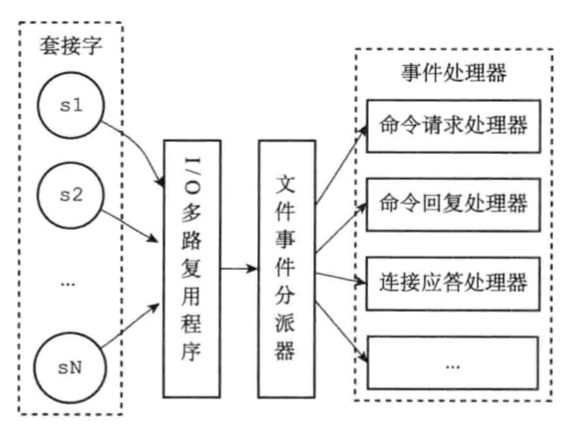 套接字
s1
s2
...
sN
I/O多路复用程序
文件事件分派器
事件处理器
命令请求处理器
命令回复处理器
连接应答处理器
...